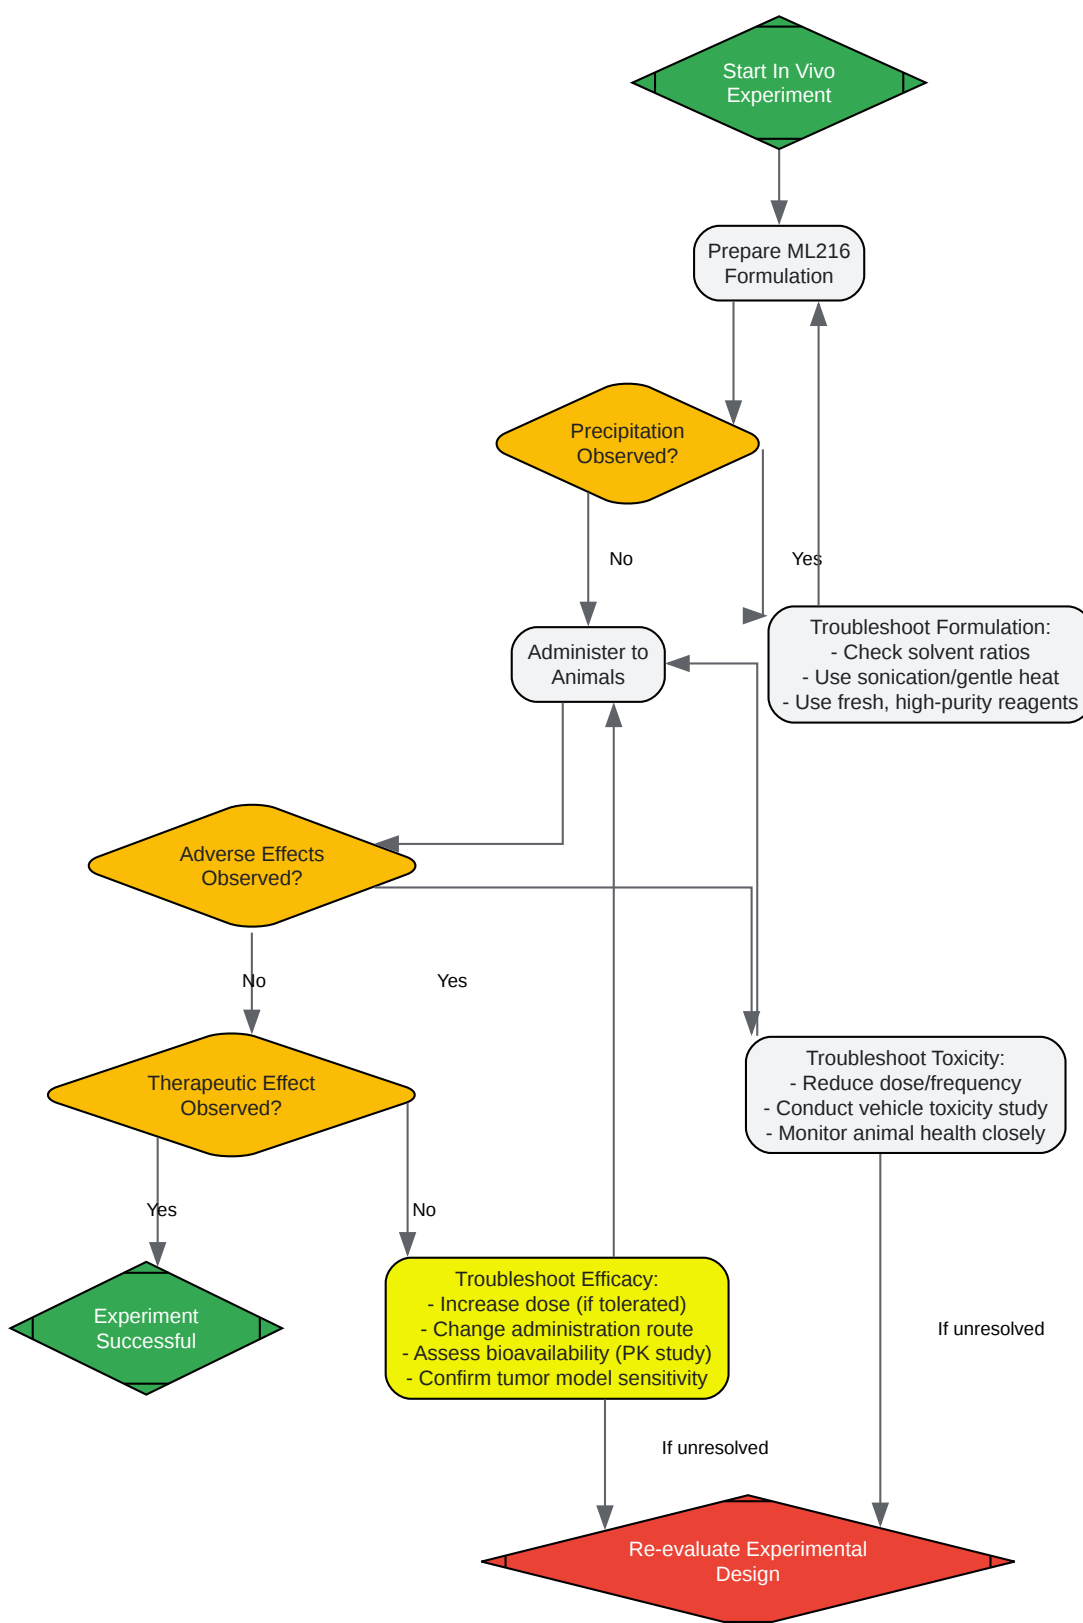 Start In Vivo
Experiment
Prepare ML216
Formulation
Precipitation
Observed?
No
Yes
Troubleshoot Formulation:
- Check solvent ratios
- Use sonication/gentle heat
- Use fresh, high-purity reagents
Administer to
Animals
Adverse Effects
Observed?
No
Yes
Therapeutic Effect
Observed?
Troubleshoot Toxicity:
- Reduce dose/frequency
- Conduct vehicle toxicity study
- Monitor animal health closely
Yes
No
Experiment
Successful
Troubleshoot Efficacy:
- Increase dose (if tolerated)
- Change administration route
- Assess bioavailability (PK study)
- Confirm tumor model sensitivity
If unresolved
If unresolved
Re-evaluate Experimental
Design